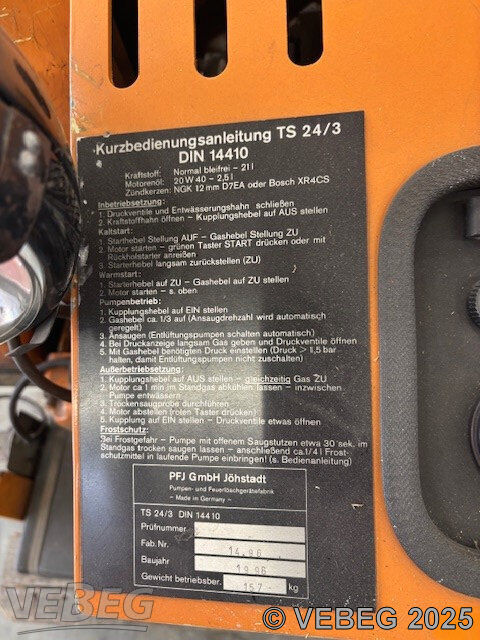 Kurzbedienungsanleitung TS 24/3
DIN 14410
Kraftstoff: Normal bleifrei - 21 l
Motorenöl: 20 W 40 - 2,5 l
Zündkerzen: NGK 12 mm D7EA oder Bosch XR4CS
Inbetriebsetzung:
1. Druckventile und Entwässerungshahn schließen
2. Kraftstoffhahn öffnen - Kupplungshebel auf AUS stellen
Kaltstart:
1. Starthebel Stellung AUF - Gashebel Stellung ZU
2. Motor starten - grünen Taster START drücken oder mit
Rückholstarter anreißen
3. Starterhebel langsam zurückstellen (ZU)
Warmstart:
1. Starterhebel auf ZU - Gashebel auf ZU stellen
2. Motor starten - s. oben
Pumpenbetrieb:
1. Kupplungshebel auf EIN stellen
2. Gashebel ca. 1/3 auf (Ansaugdrehzahl wird automatisch
geregelt)
3. Ansaugen (Entlüftungspumpen schalten automatisch)
4. Bei Druckanzeige langsam Gas geben und Druckventile öffnen
5. Mit Gashebel benötigten Druck einstellen (Druck > 1,5 bar
halten, damit Entlüftungspumpen nicht einschalten)
Außerbetriebsetzung:
1. Kupplungshebel auf AUS stellen - gleichzeitig Gas ZU
2. Motor ca 1 min im Standgas abkühlen lassen - inzwischen
Pumpe entwässern
3. Trockensaugprobe durchführen
4. Motor abstellen (roten Taster drücken)
5. Kupplung auf EIN stellen - Druckventile etwas öffnen
Frostschutz:
Bei Frostgefahr - Pumpe mit offenem Saugstutzen etwa 30 sek. im
Standgas trocken saugen lassen - anschließend ca. 1/4 l Frost-
schutzmittel in laufende Pumpe einbringen! (s. Bedienanleitung)
PFJ GmbH Jöhstadt
Pumpen- und Feuerlöschgerätefabrik
- Made in Germany -
TS 24/3 DIN 14410
Prüfnummer
Fab. Nr. 14.96
Baujahr 1996
Gewicht betriebsber. 157 kg
VEBEG
© VEBEG 2025